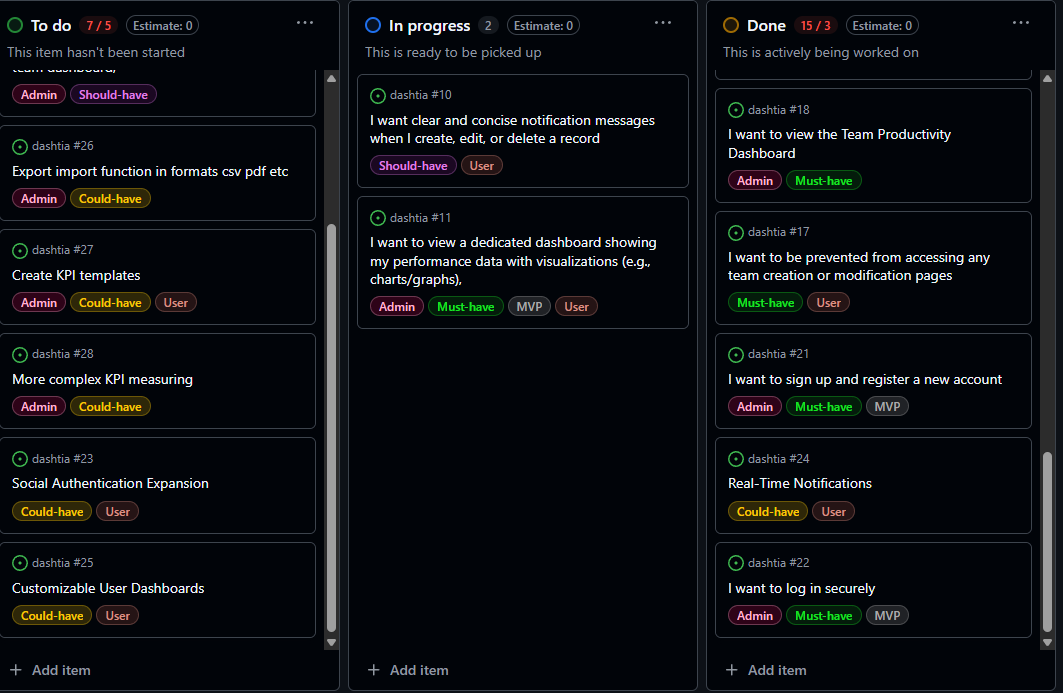 To do 7 / 5 Estimate: 0 ...
This item hasn't been started
team dashboard,
Admin Should-have
dashtia #26
Export import function in formats csv pdf etc
Admin Could-have
dashtia #27
Create KPI templates
Admin Could-have User
dashtia #28
More complex KPI measuring
Admin Could-have
dashtia #23
Social Authentication Expansion
Could-have User
dashtia #25
Customizable User Dashboards
Could-have User
+ Add item
In progress 2 Estimate: 0 ...
This is ready to be picked up
dashtia #10
I want clear and concise notification messages
when I create, edit, or delete a record
Should-have User
dashtia #11
I want to view a dedicated dashboard showing
my performance data with visualizations (e.g.,
charts/graphs),
Admin Must-have MVP User
+ Add item
Done 15 / 3 Estimate: 0 ...
This is actively being worked on
dashtia #18
I want to view the Team Productivity
Dashboard
Admin Must-have
dashtia #17
I want to be prevented from accessing any
team creation or modification pages
Must-have User
dashtia #21
I want to sign up and register a new account
Admin Must-have MVP
dashtia #24
Real-Time Notifications
Could-have User
dashtia #22
I want to log in securely
Admin Must-have MVP
+ Add item